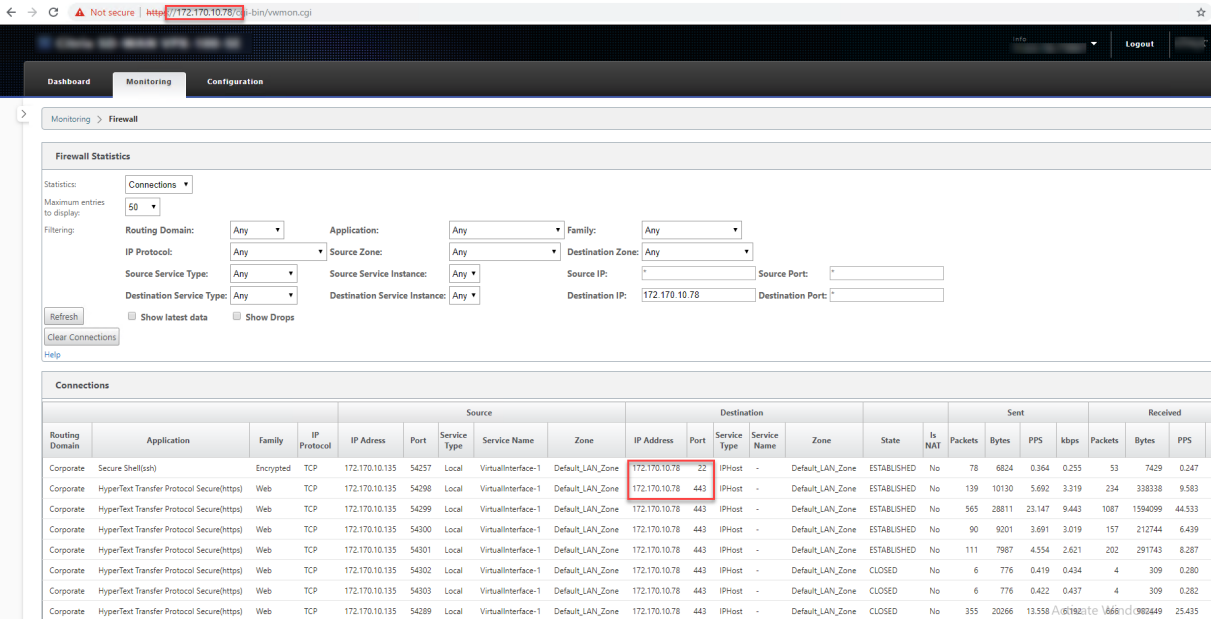 Not secure | https://172.170.10.78/cgi-bin/vwmon.cgi
Info
Logout
Dashboard Monitoring Configuration
Monitoring > Firewall
Firewall Statistics
Statistics: Connections
Maximum entries
to display: 50
Filtering: Routing Domain: Any Application: Any Family: Any
IP Protocol: Any Source Zone: Any Destination Zone: Any
Source Service Type: Any Source Service Instance: Any Source IP: * Source Port: *
Destination Service Type: Any Destination Service Instance: Any Destination IP: 172.170.10.78 Destination Port: *
Refresh Show latest data Show Drops
Clear Connections
Help
Connections
Source Destination Sent Received
Routing Domain Application Family IP Protocol IP Adress Port Service Type Service Name Zone IP Address Port Service Type Service Name Zone State Is NAT Packets Bytes PPS kbps Packets Bytes PPS
Corporate Secure Shell(ssh) Encrypted TCP 172.170.10.135 54257 Local VirtualInterface-1 Default_LAN_Zone 172.170.10.78 22 IPHost - Default_LAN_Zone ESTABLISHED No 78 6824 0.364 0.255 53 7429 0.247
Corporate HyperText Transfer Protocol Secure(https) Web TCP 172.170.10.135 54298 Local VirtualInterface-1 Default_LAN_Zone 172.170.10.78 443 IPHost - Default_LAN_Zone ESTABLISHED No 139 10130 5.692 3.319 234 338338 9.583
Corporate HyperText Transfer Protocol Secure(https) Web TCP 172.170.10.135 54299 Local VirtualInterface-1 Default_LAN_Zone 172.170.10.78 443 IPHost - Default_LAN_Zone ESTABLISHED No 565 28811 23.147 9.443 1087 1594099 44.533
Corporate HyperText Transfer Protocol Secure(https) Web TCP 172.170.10.135 54300 Local VirtualInterface-1 Default_LAN_Zone 172.170.10.78 443 IPHost - Default_LAN_Zone ESTABLISHED No 90 9201 3.691 3.019 157 212744 6.439
Corporate HyperText Transfer Protocol Secure(https) Web TCP 172.170.10.135 54301 Local VirtualInterface-1 Default_LAN_Zone 172.170.10.78 443 IPHost - Default_LAN_Zone ESTABLISHED No 111 7987 4.554 2.621 202 291743 8.287
Corporate HyperText Transfer Protocol Secure(https) Web TCP 172.170.10.135 54302 Local VirtualInterface-1 Default_LAN_Zone 172.170.10.78 443 IPHost - Default_LAN_Zone CLOSED No 6 776 0.419 0.434 4 309 0.280
Corporate HyperText Transfer Protocol Secure(https) Web TCP 172.170.10.135 54303 Local VirtualInterface-1 Default_LAN_Zone 172.170.10.78 443 IPHost - Default_LAN_Zone CLOSED No 6 776 0.422 0.437 4 309 0.282
Corporate HyperText Transfer Protocol Secure(https) Web TCP 172.170.10.135 54289 Local VirtualInterface-1 Default_LAN_Zone 172.170.10.78 443 IPHost - Default_LAN_Zone CLOSED No 355 20266 13.558 6.192 666 982449 25.435
Activate Windows